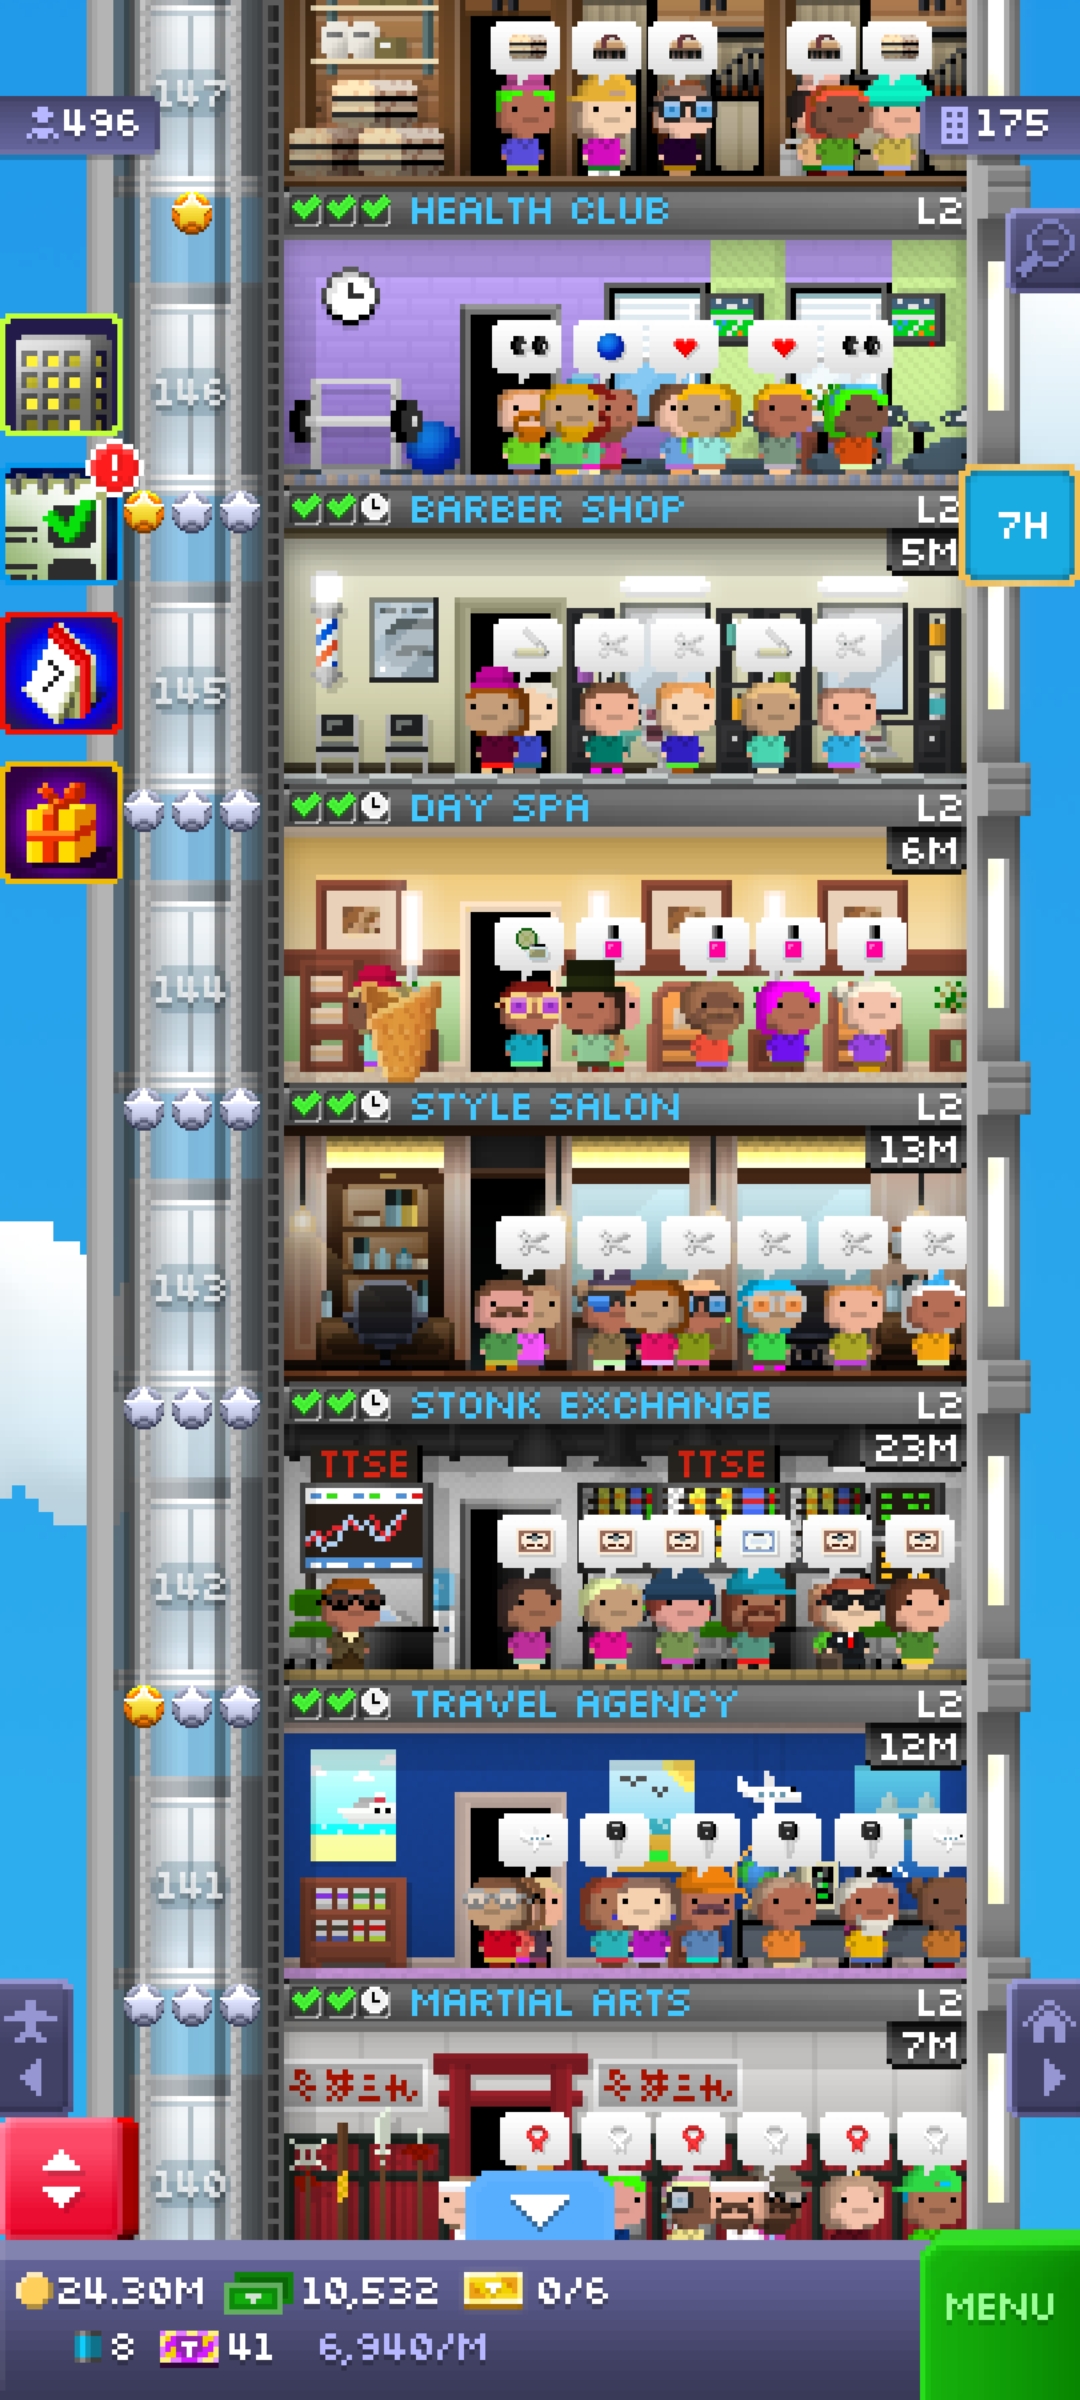 147
496
175
HEALTH CLUB L2
146
BARBER SHOP L2
7H
5M
145
DAY SPA L2
6M
144
STYLE SALON L2
13M
143
STONK EXCHANGE L2
23M
TTSE TTSE
142
TRAVEL AGENCY L2
12M
141
MARTIAL ARTS L2
7M
140
24.30M 10,532 0/6
MENU
8 41 6,940/M